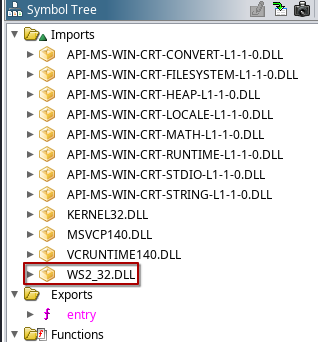 Symbol Tree
Imports
API-MS-WIN-CRT-CONVERT-L1-1-0.DLL
API-MS-WIN-CRT-FILESYSTEM-L1-1-0.DLL
API-MS-WIN-CRT-HEAP-L1-1-0.DLL
API-MS-WIN-CRT-LOCALE-L1-1-0.DLL
API-MS-WIN-CRT-MATH-L1-1-0.DLL
API-MS-WIN-CRT-RUNTIME-L1-1-0.DLL
API-MS-WIN-CRT-STDIO-L1-1-0.DLL
API-MS-WIN-CRT-STRING-L1-1-0.DLL
KERNEL32.DLL
MSVCP140.DLL
VCRUNTIME140.DLL
WS2_32.DLL
Exports
f entry
f Functions